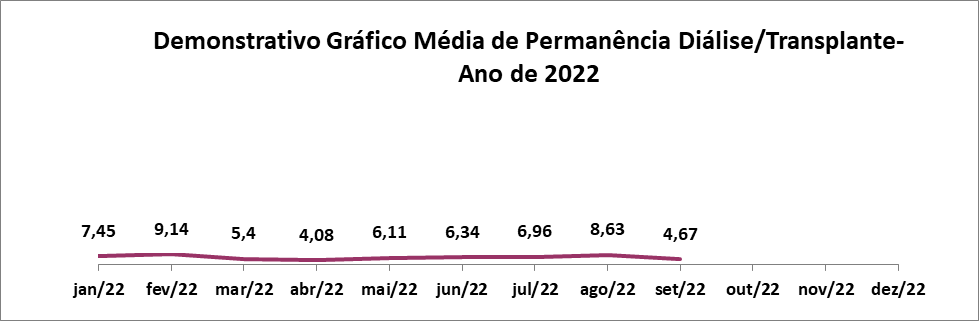 Demonstrativo Gráfico Média de Permanência Diálise/Transplante-
Ano de 2022
7,45 9,14 5,4 4,08 6,11 6,34 6,96 8,63 4,67
jan/22 fev/22 mar/22 abr/22 mai/22 jun/22 jul/22 ago/22 set/22 out/22 nov/22 dez/22